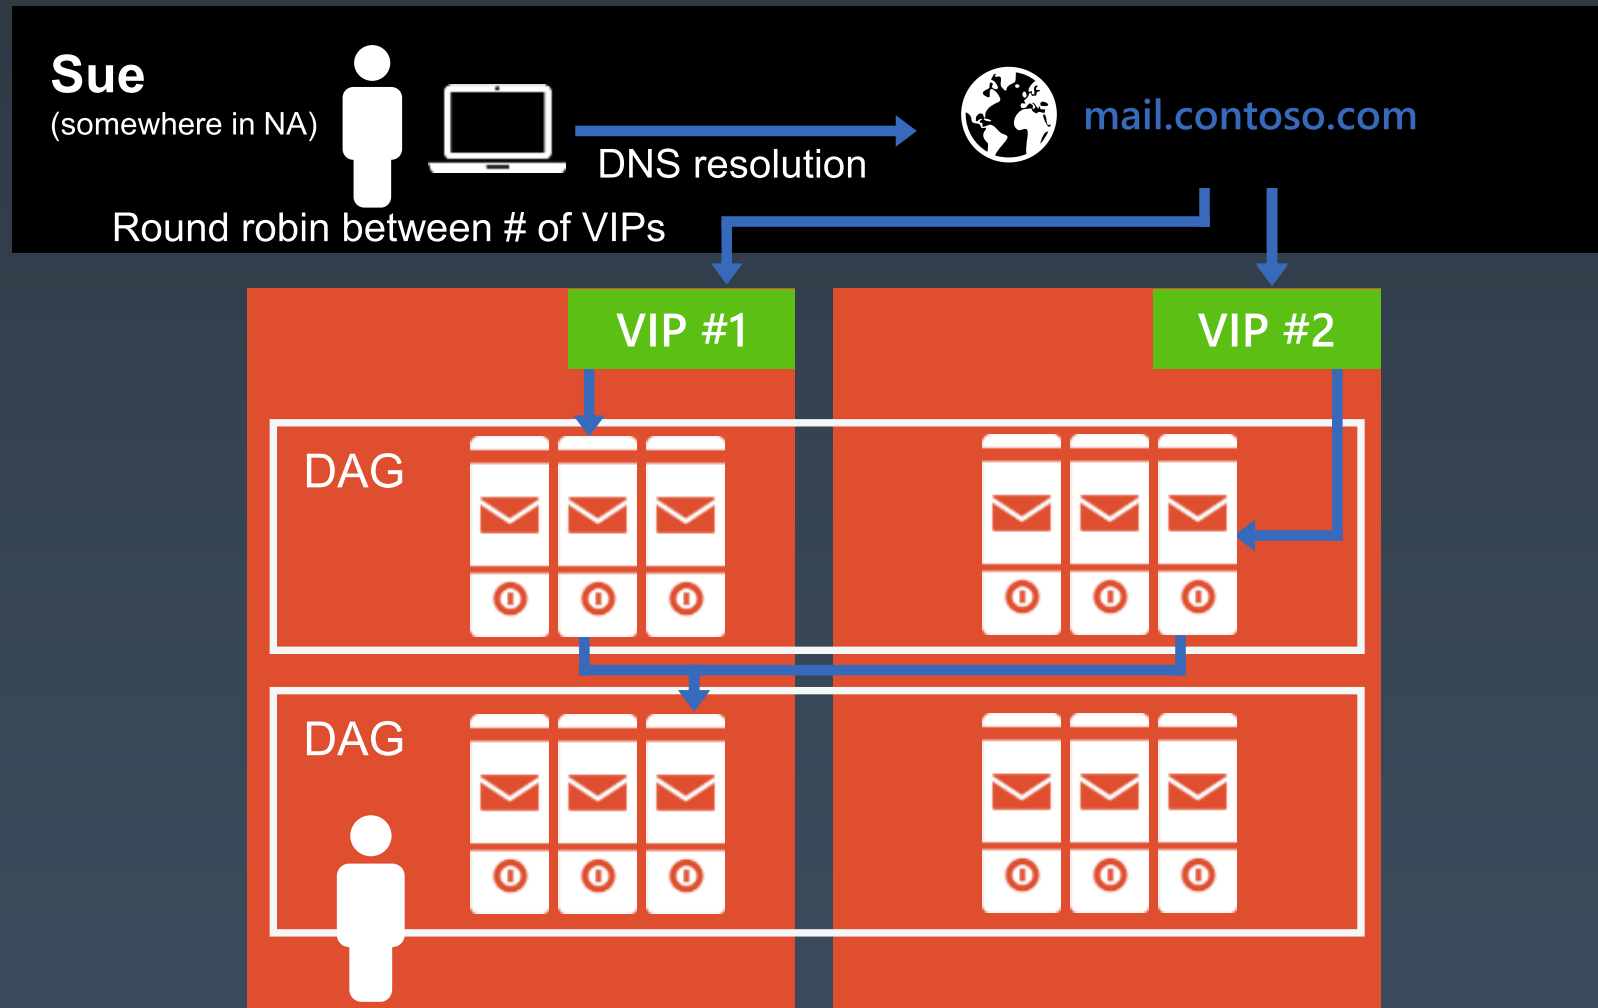 Sue
(somewhere in NA)
mail.contoso.com
DNS resolution
Round robin between # of VIPs
VIP #1
VIP #2
DAG
DAG